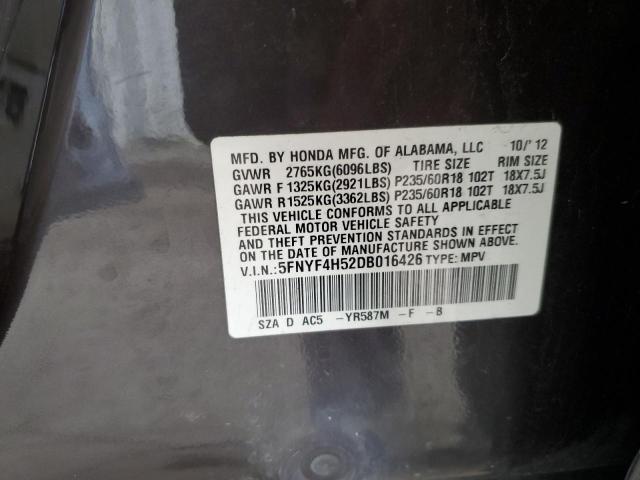 MFD. BY HONDA MFG. OF ALABAMA, LLC 10/'12
GVWR 2765KG(6096LBS) TIRE SIZE RIM SIZE
GAWR F 1325KG(2921LBS) P235/60R18 102T 18X7.5J
GAWR R 1525KG(3362LBS) P235/60R18 102T 18X7.5J
THIS VEHICLE CONFORMS TO ALL APPLICABLE
FEDERAL MOTOR VEHICLE SAFETY
AND THEFT PREVENTION STANDARDS IN EFFECT
ON THE DATE OF MANUFACTURE SHOWN ABOVE.
V.I.N.: 5FNYF4H52DB016426 TYPE: MPV
SZA D AC5 -YR587M -F -B